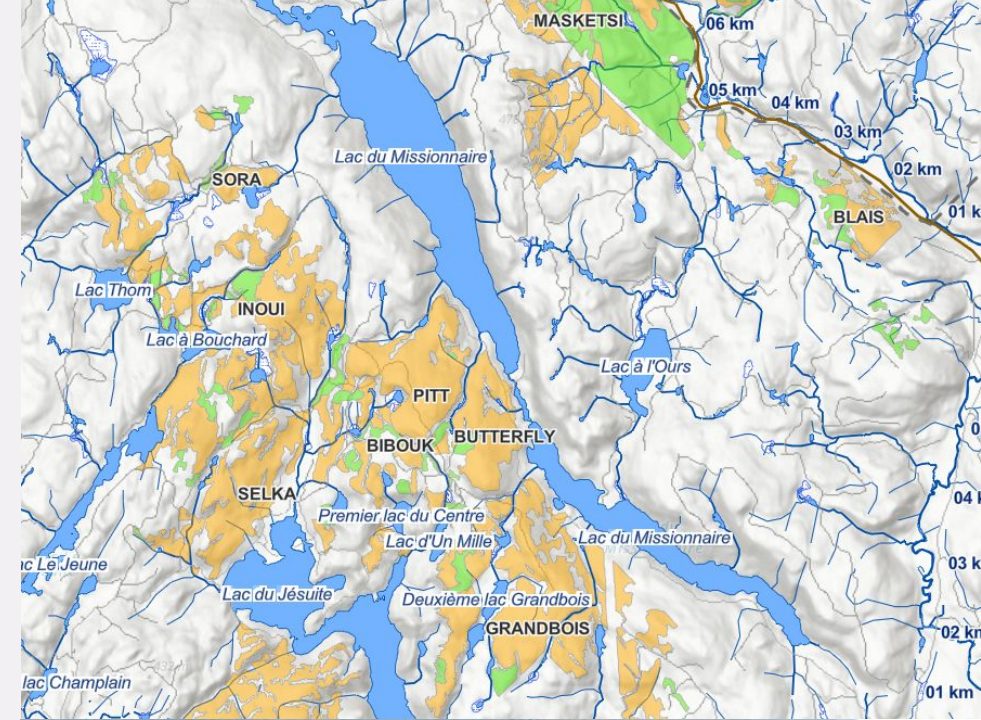 MASKETSI
06 km
05 km
04 km
03 km
Lac du Missionnaire
02 km
SORA
01 k
BLAIS
Lac Thom
INOUI
Lac à Bouchard
Lac à l'Ours
PITT
BUTTERFLY
BIBOUK
0
SELKA
04 k
Premier lac du Centre
Lac d'Un Mille
Lac du Missionnaire
c Le Jeune
03 k
Lac du Jésuite
Deuxième lac Grandbois
GRANDBOIS
02 km
lac Champlain
01 km